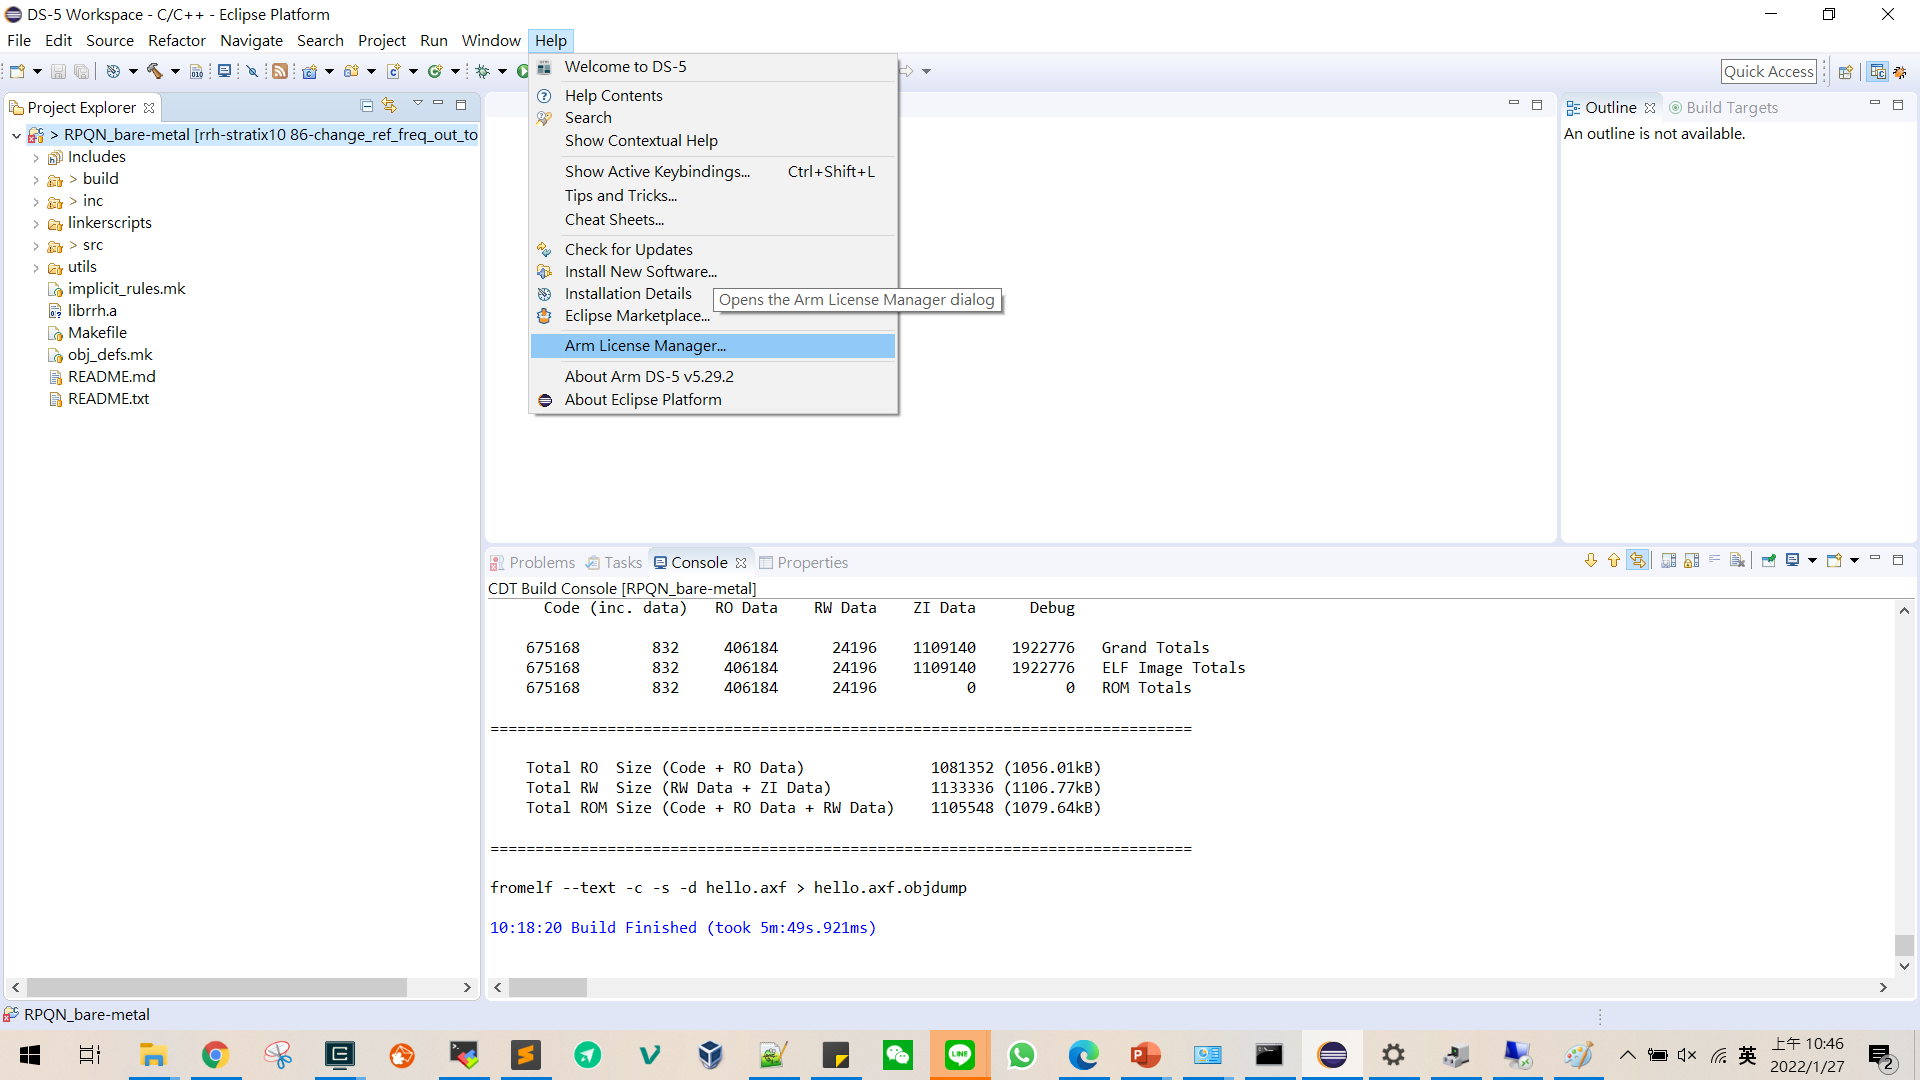 DS-5 Workspace - C/C++ - Eclipse Platform
File Edit Source Refactor Navigate Search Project Run Window Help
Quick Access
Welcome to DS-5
Help Contents
Search
Show Contextual Help
Show Active Keybindings... Ctrl+Shift+L
Tips and Tricks...
Cheat Sheets...
Check for Updates
Install New Software...
Installation Details
Opens the Arm License Manager dialog
Eclipse Marketplace...
Arm License Manager...
About Arm DS-5 v5.29.2
About Eclipse Platform
Project Explorer
> RPQN_bare-metal [rrh-stratix10 86-change_ref_freq_out_to
Includes
> build
> inc
linkerscripts
> src
utils
implicit_rules.mk
librrh.a
Makefile
obj_defs.mk
README.md
README.txt
Outline Build Targets
An outline is not available.
Problems Tasks Console Properties
CDT Build Console [RPQN_bare-metal]
Code (inc. data) RO Data RW Data ZI Data Debug
675168 832 406184 24196 1109140 1922776 Grand Totals
675168 832 406184 24196 1109140 1922776 ELF Image Totals
675168 832 406184 24196 0 0 ROM Totals
==============================================================================
Total RO Size (Code + RO Data) 1081352 (1056.01kB)
Total RW Size (RW Data + ZI Data) 1133336 (1106.77kB)
Total ROM Size (Code + RO Data + RW Data) 1105548 (1079.64kB)
==============================================================================
fromelf --text -c -s -d hello.axf > hello.axf.objdump
10:18:20 Build Finished (took 5m:49s.921ms)
RPQN_bare-metal
英
上午 10:46
2022/1/27
2